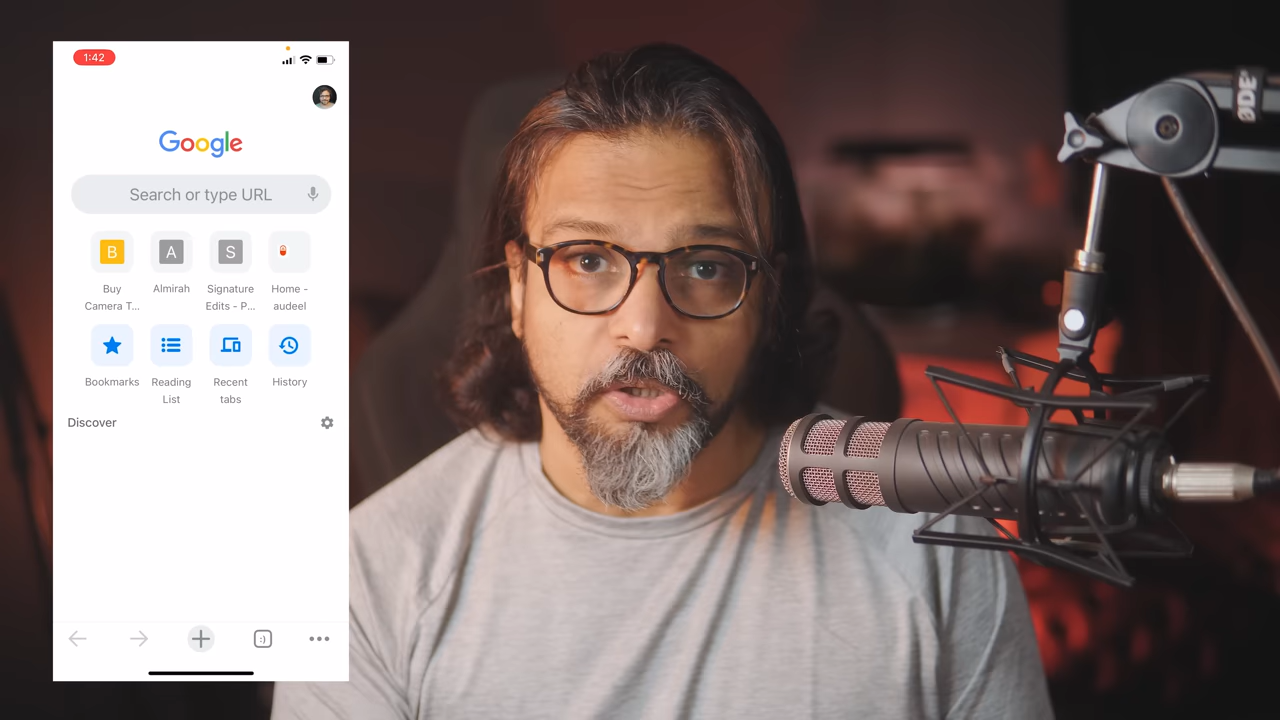 1:42
Google
Search or type URL
B
A
S
Buy
Camera T...
Almirah
Signature
Edits - P...
Home -
audeel
Bookmarks
Reading
List
Recent
tabs
History
Discover
:)